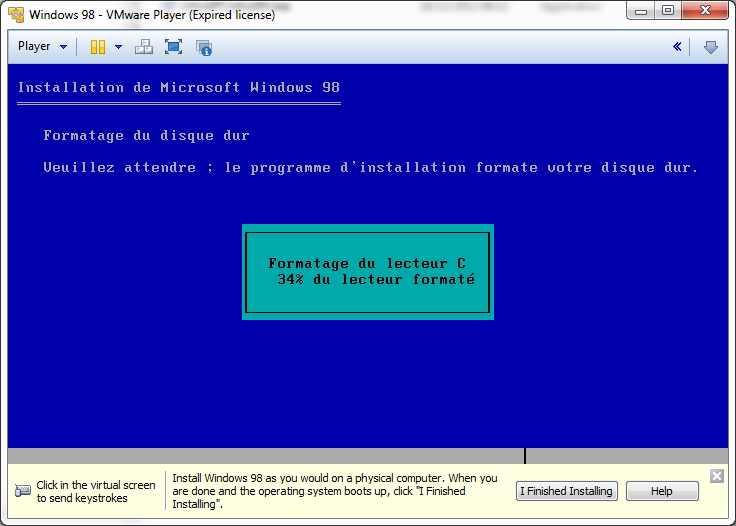 Windows 98 - VMware Player (Expired license)
Player
Installation de Microsoft Windows 98
Formatage du disque dur
Veuillez attendre ; le programme d'installation formate votre disque dur.
Formatage du lecteur C
34% du lecteur formaté
Click in the virtual screen
to send keystrokes
Install Windows 98 as you would on a physical computer. When you
are done and the operating system boots up, click "I Finished
Installing".
I Finished Installing
Help